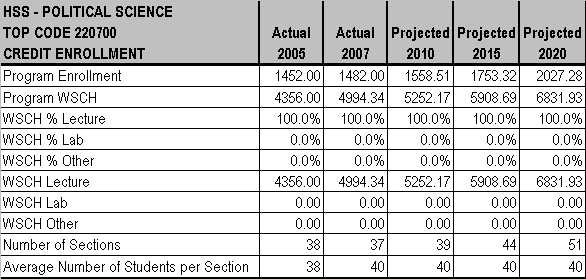 HSS - POLITICAL SCIENCE
TOP CODE 220700 Actual Actual Projected Projected Projected
CREDIT ENROLLMENT 2005 2007 2010 2015 2020
Program Enrollment 1452.00 1482.00 1558.51 1753.32 2027.28
Program WSCH 4356.00 4994.34 5252.17 5908.69 6831.93
WSCH % Lecture 100.0% 100.0% 100.0% 100.0% 100.0%
WSCH % Lab 0.0% 0.0% 0.0% 0.0% 0.0%
WSCH % Other 0.0% 0.0% 0.0% 0.0% 0.0%
WSCH Lecture 4356.00 4994.34 5252.17 5908.69 6831.93
WSCH Lab 0.00 0.00 0.00 0.00 0.00
WSCH Other 0.00 0.00 0.00 0.00 0.00
Number of Sections 38 37 39 44 51
Average Number of Students per Section 38 40 40 40 40